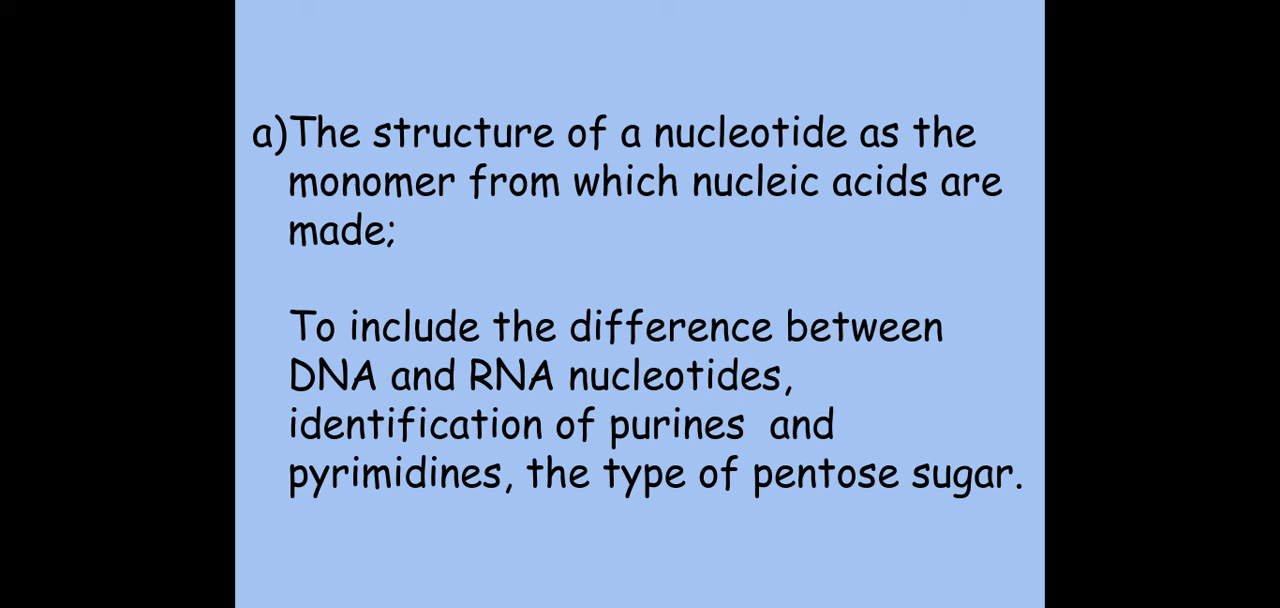 a)The structure of a nucleotide as the
monomer from which nucleic acids are
made;
To include the difference between
DNA and RNA nucleotides,
identification of purines  and
pyrimidines, the type of pentose sugar.